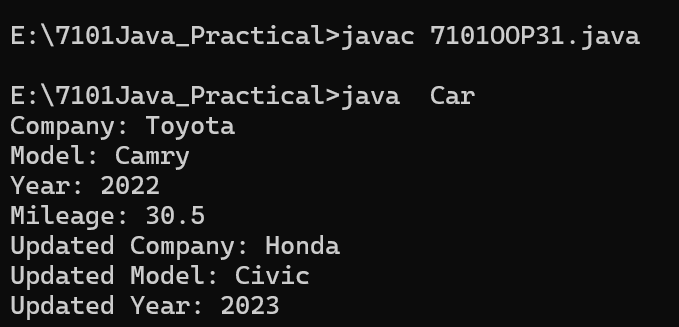 E:\7101Java_Practical>javac 7101OOP31.java
E:\7101Java_Practical>java  Car
Company: Toyota
Model: Camry
Year: 2022
Mileage: 30.5
Updated Company: Honda
Updated Model: Civic
Updated Year: 2023